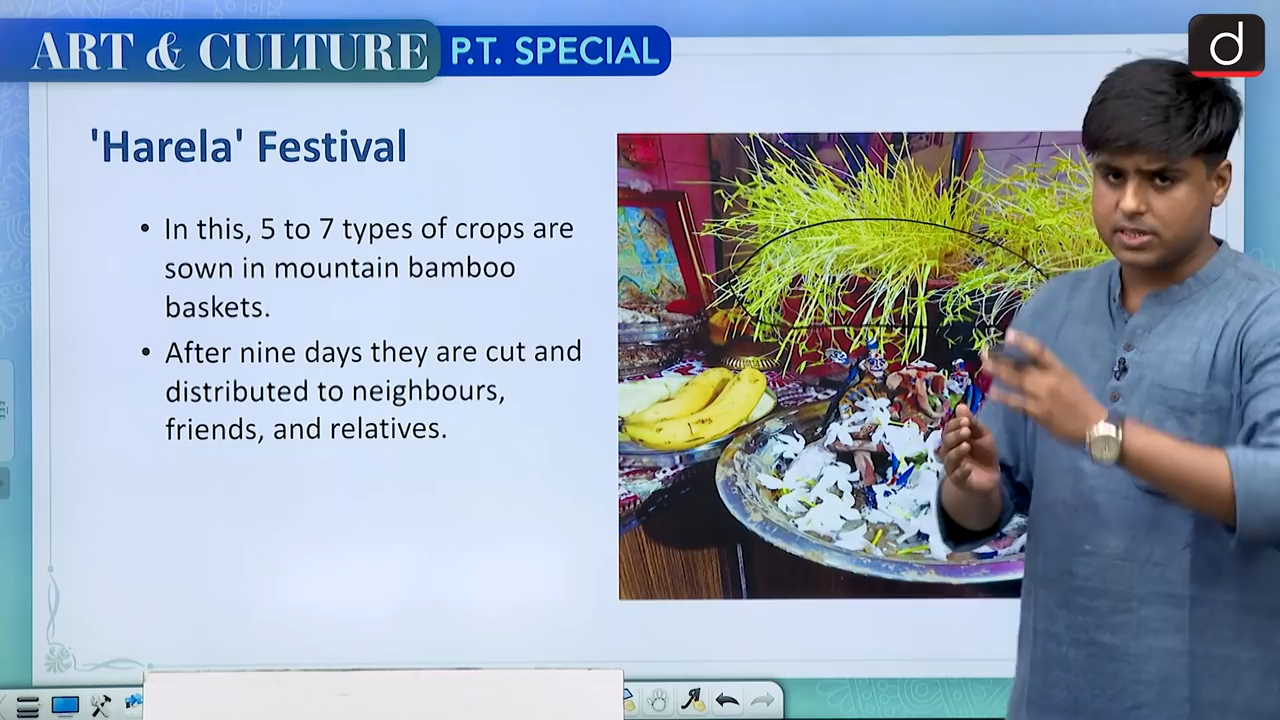 ART & CULTURE P.T. SPECIAL
d
'Harela' Festival
• In this, 5 to 7 types of crops are
sown in mountain bamboo
baskets.
• After nine days they are cut and
distributed to neighbours,
friends, and relatives.